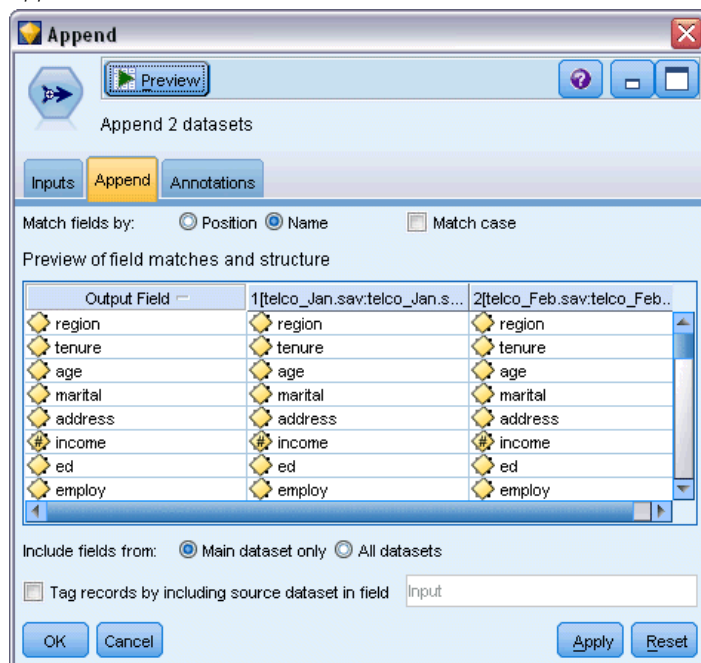 Append
Preview
Append 2 datasets
Inputs Append Annotations
Match fields by: Position Name Match case
Preview of field matches and structure
Output Field 1[telco_Jan.sav:telco_Jan.s... 2[telco_Feb.sav:telco_Feb..
region region region
tenure tenure tenure
age age age
marital marital marital
address address address
income income income
ed ed ed
employ employ employ
Include fields from: Main dataset only All datasets
Tag records by including source dataset in field Input
OK Cancel Apply Reset